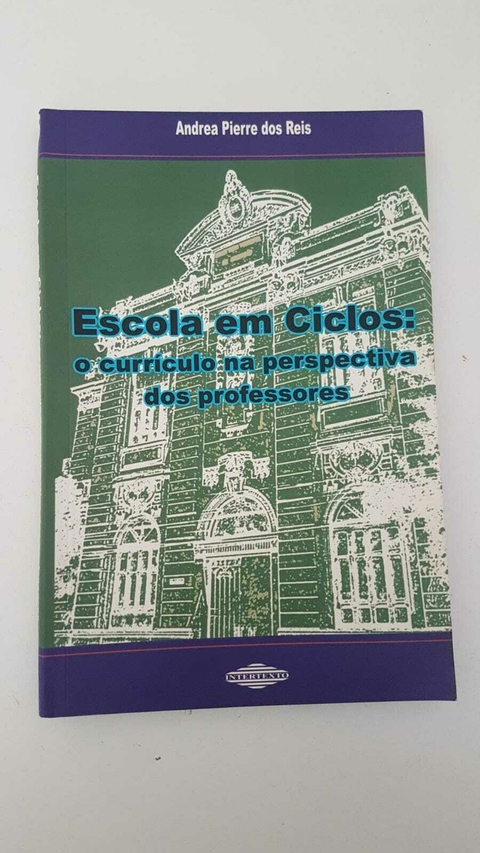 Andrea Pierre dos Reis
Escola em Ciclos:
o currículo na perspectiva
dos professores
INTERTEXTO